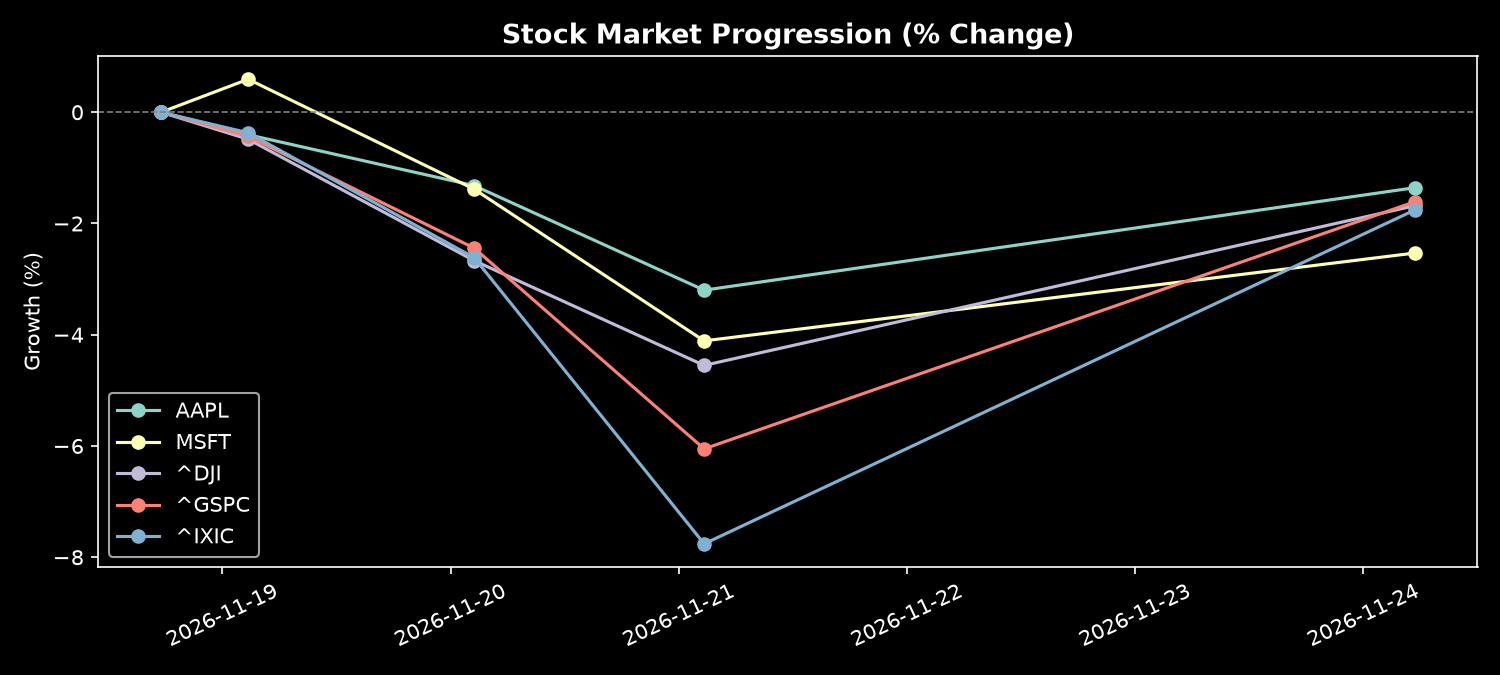 Stock Market Progression (% Change)
Growth (%)
0
−2
−4
−6
−8
AAPL
MSFT
^DJI
^GSPC
^IXIC
2026-11-19
2026-11-20
2026-11-21
2026-11-22
2026-11-23
2026-11-24